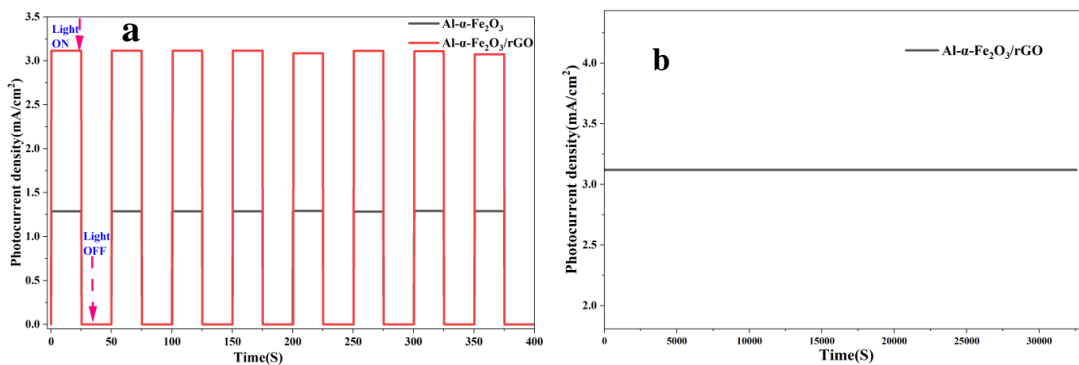 a
Light
ON
Light
OFF
Al-α-Fe₂O₃
Al-α-Fe₂O₃/rGO
Photocurrent density(mA/cm²)
3.5
3.0
2.5
2.0
1.5
1.0
0.5
0.0
0 50 100 150 200 250 300 350 400
Time(S)
b
Al-α-Fe₂O₃/rGO
Photocurrent density(mA/cm²)
4.0
3.5
3.0
2.5
2.0
0 5000 10000 15000 20000 25000 30000
Time(S)